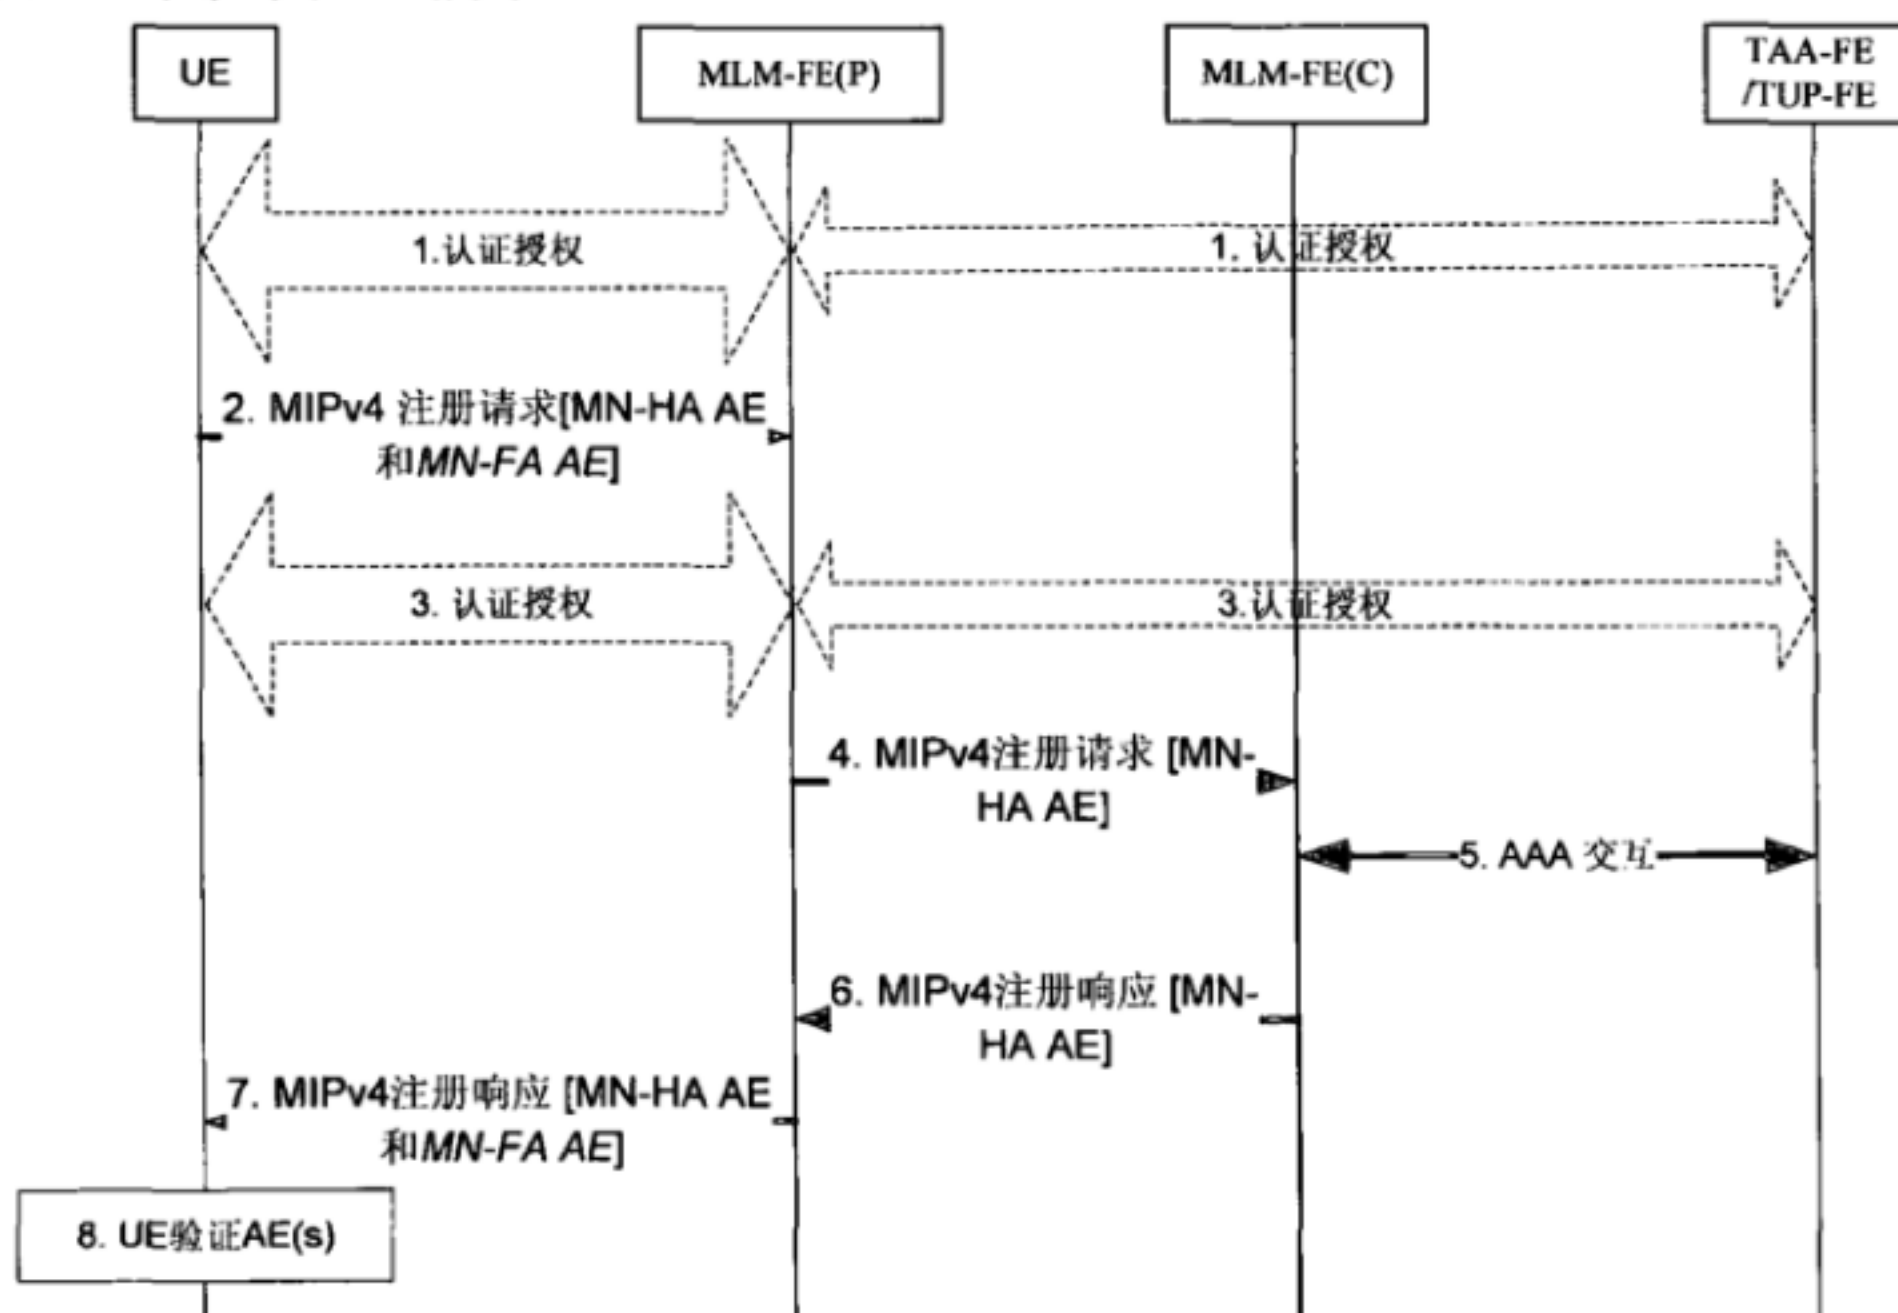 UE
MLM-FE(P)
MLM-FE(C)
TAA-FE
/TUP-FE
1.认证授权
1. 认证授权
2. MIPv4 注册请求[MN-HA AE
和MN-FA AE]
3. 认证授权
3.认证授权
4. MIPv4注册请求 [MN-
HA AE]
5. AAA 交互
6. MIPv4注册响应 [MN-
HA AE]
7. MIPv4注册响应 [MN-HA AE
和MN-FA AE]
8. UE验证AE(s)